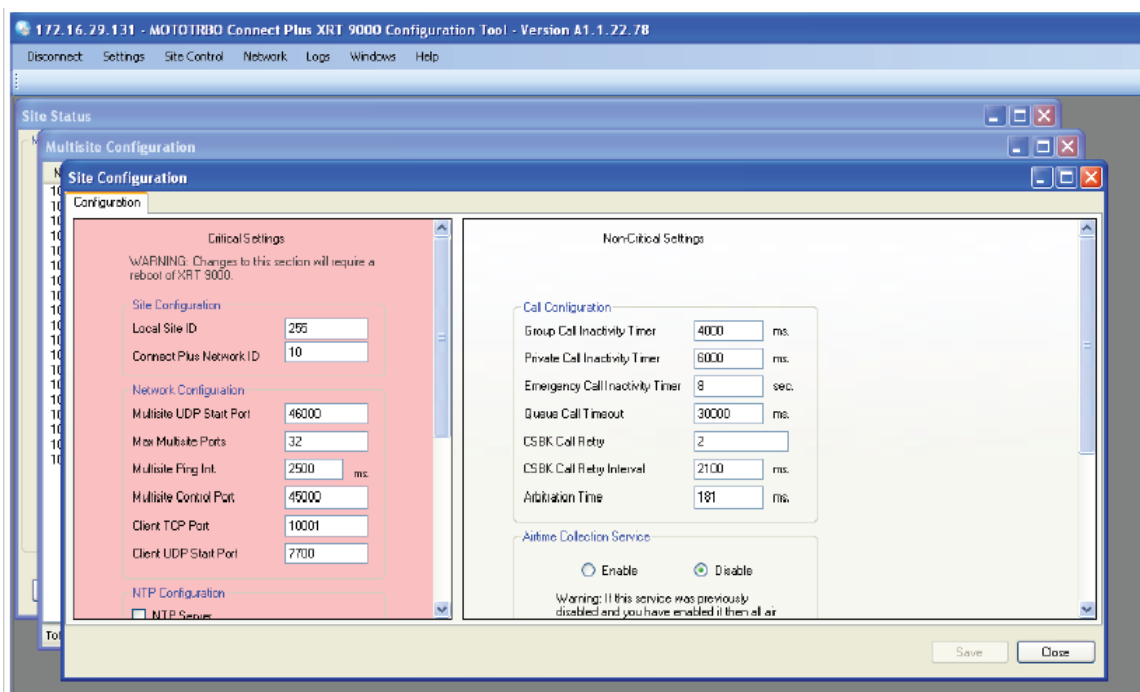 172.16.29.131 - MOTOTRBO Connect Plus XRT 9000 Configuration Tool - Version A1.1.22.78
Disconnect Settings Site Control Network Logs Windows Help
Site Status
Multisite Configuration
Site Configuration
Configuration
Critical Settings
WARNING: Changes to this section will require a
reboot of XRT 9000.
Site Configuration
Local Site ID 255
Connect Plus Network ID 10
Network Configuration
Multisite UDP Start Port 46000
Max Multisite Ports 32
Multisite Ping Int. 2500 ms.
Multisite Control Port 45000
Client TCP Port 10001
Client UDP Start Port 7700
NTP Configuration
NTP Server
Non-Critical Settings
Call Configuration
Group Call Inactivity Timer 4000 ms.
Private Call Inactivity Timer 6000 ms.
Emergency Call Inactivity Timer 8 sec.
Queue Call Timeout 30000 ms.
CSBK Call Retry 2
CSBK Call Retry Interval 2100 ms.
Arbitration Time 181 ms.
Airtime Collection Service
Enable Disable
Warning: If this service was previously
disabled and you have enabled it then all air
Save Close